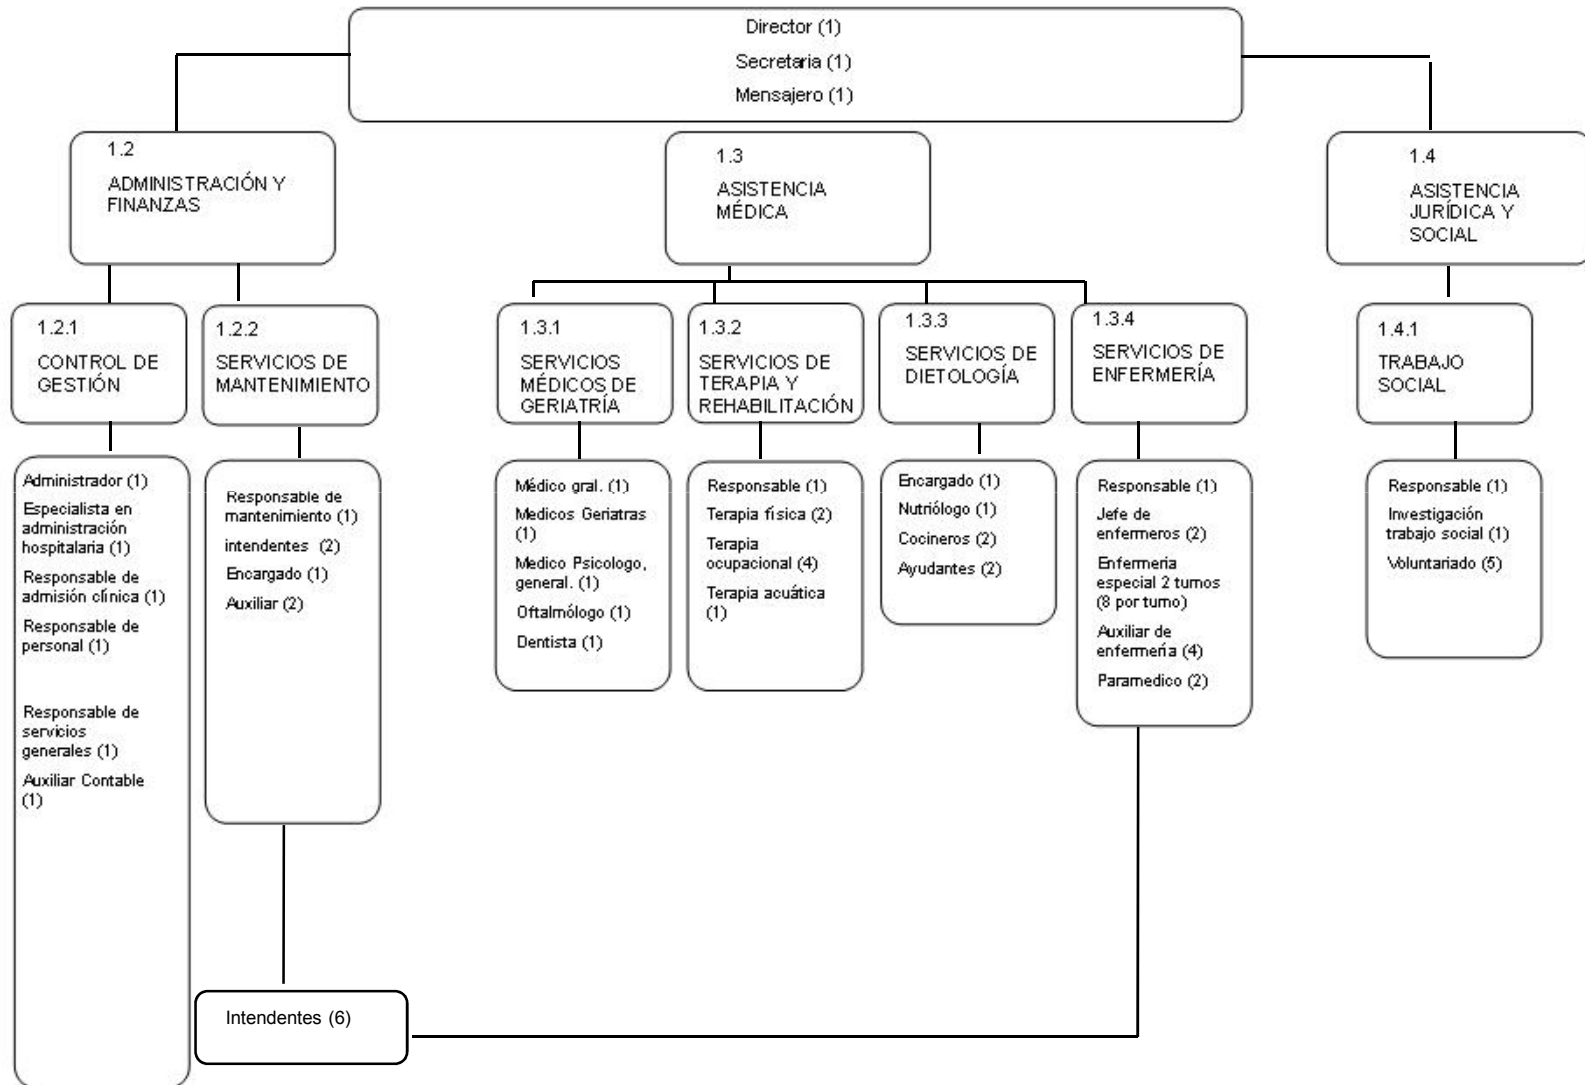 Director (1)
Secretaria (1)
Mensajero (1)
1.2
ADMINISTRACIÓN Y
FINANZAS
1.3
ASISTENCIA
MÉDICA
1.4
ASISTENCIA
JURÍDICA Y
SOCIAL
1.2.1
CONTROL DE
GESTIÓN
1.2.2
SERVICIOS DE
MANTENIMIENTO
1.3.1
SERVICIOS
MÉDICOS DE
GERIATRÍA
1.3.2
SERVICIOS DE
TERAPIA Y
REHABILITACIÓN
1.3.3
SERVICIOS DE
DIETOLOGÍA
1.3.4
SERVICIOS DE
ENFERMERÍA
1.4.1
TRABAJO
SOCIAL
Administrador (1)
Especialista en
administración
hospitalaria (1)
Responsable de
admisión clínica (1)
Responsable de
personal (1)
Responsable de
servicios
generales (1)
Auxiliar Contable
(1)
Responsable de
mantenimiento (1)
intendentes (2)
Encargado (1)
Auxiliar (2)
Médico gral. (1)
Medicos Geriatras
(1)
Medico Psicologo,
general. (1)
Oftalmólogo (1)
Dentista (1)
Responsable (1)
Terapia física (2)
Terapia
ocupacional (4)
Terapia acuática
(1)
Encargado (1)
Nutriólogo (1)
Cocineros (2)
Ayudantes (2)
Responsable (1)
Jefe de
enfermeros (2)
Enfermeria
especial 2 turnos
(8 por turno)
Auxiliar de
enfermería (4)
Paramedico (2)
Responsable (1)
Investigación
trabajo social (1)
Voluntariado (5)
Intendentes (6)